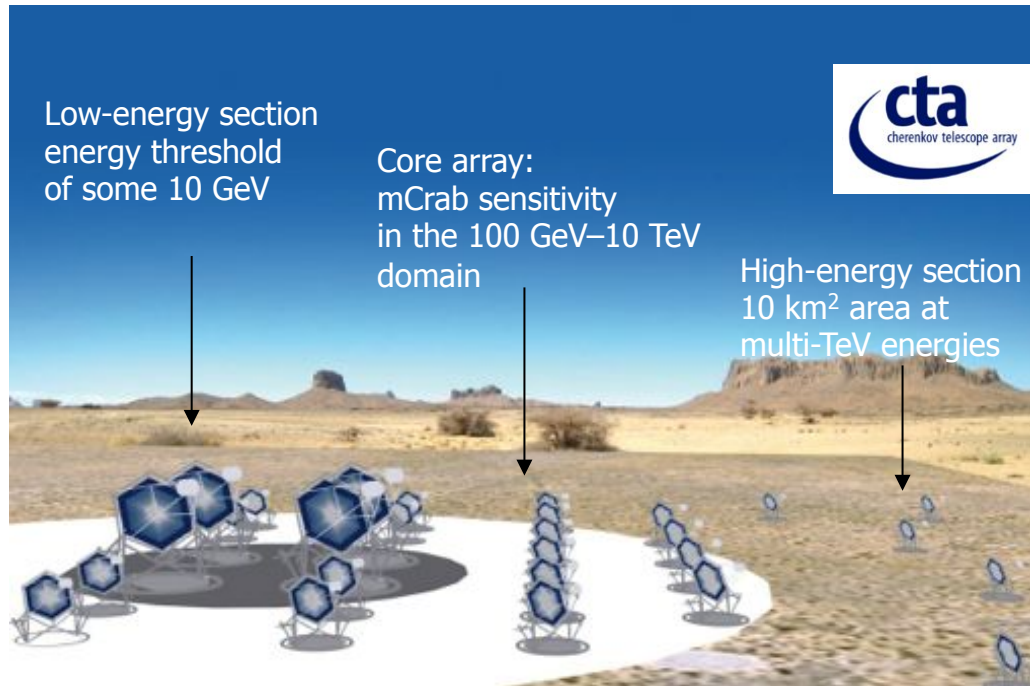 Low-energy section
energy threshold
of some 10 GeV
Core array:
mCrab sensitivity
in the 100 GeV–10 TeV
domain
High-energy section
10 km² area at
multi-TeV energies
cta
cherenkov telescope array